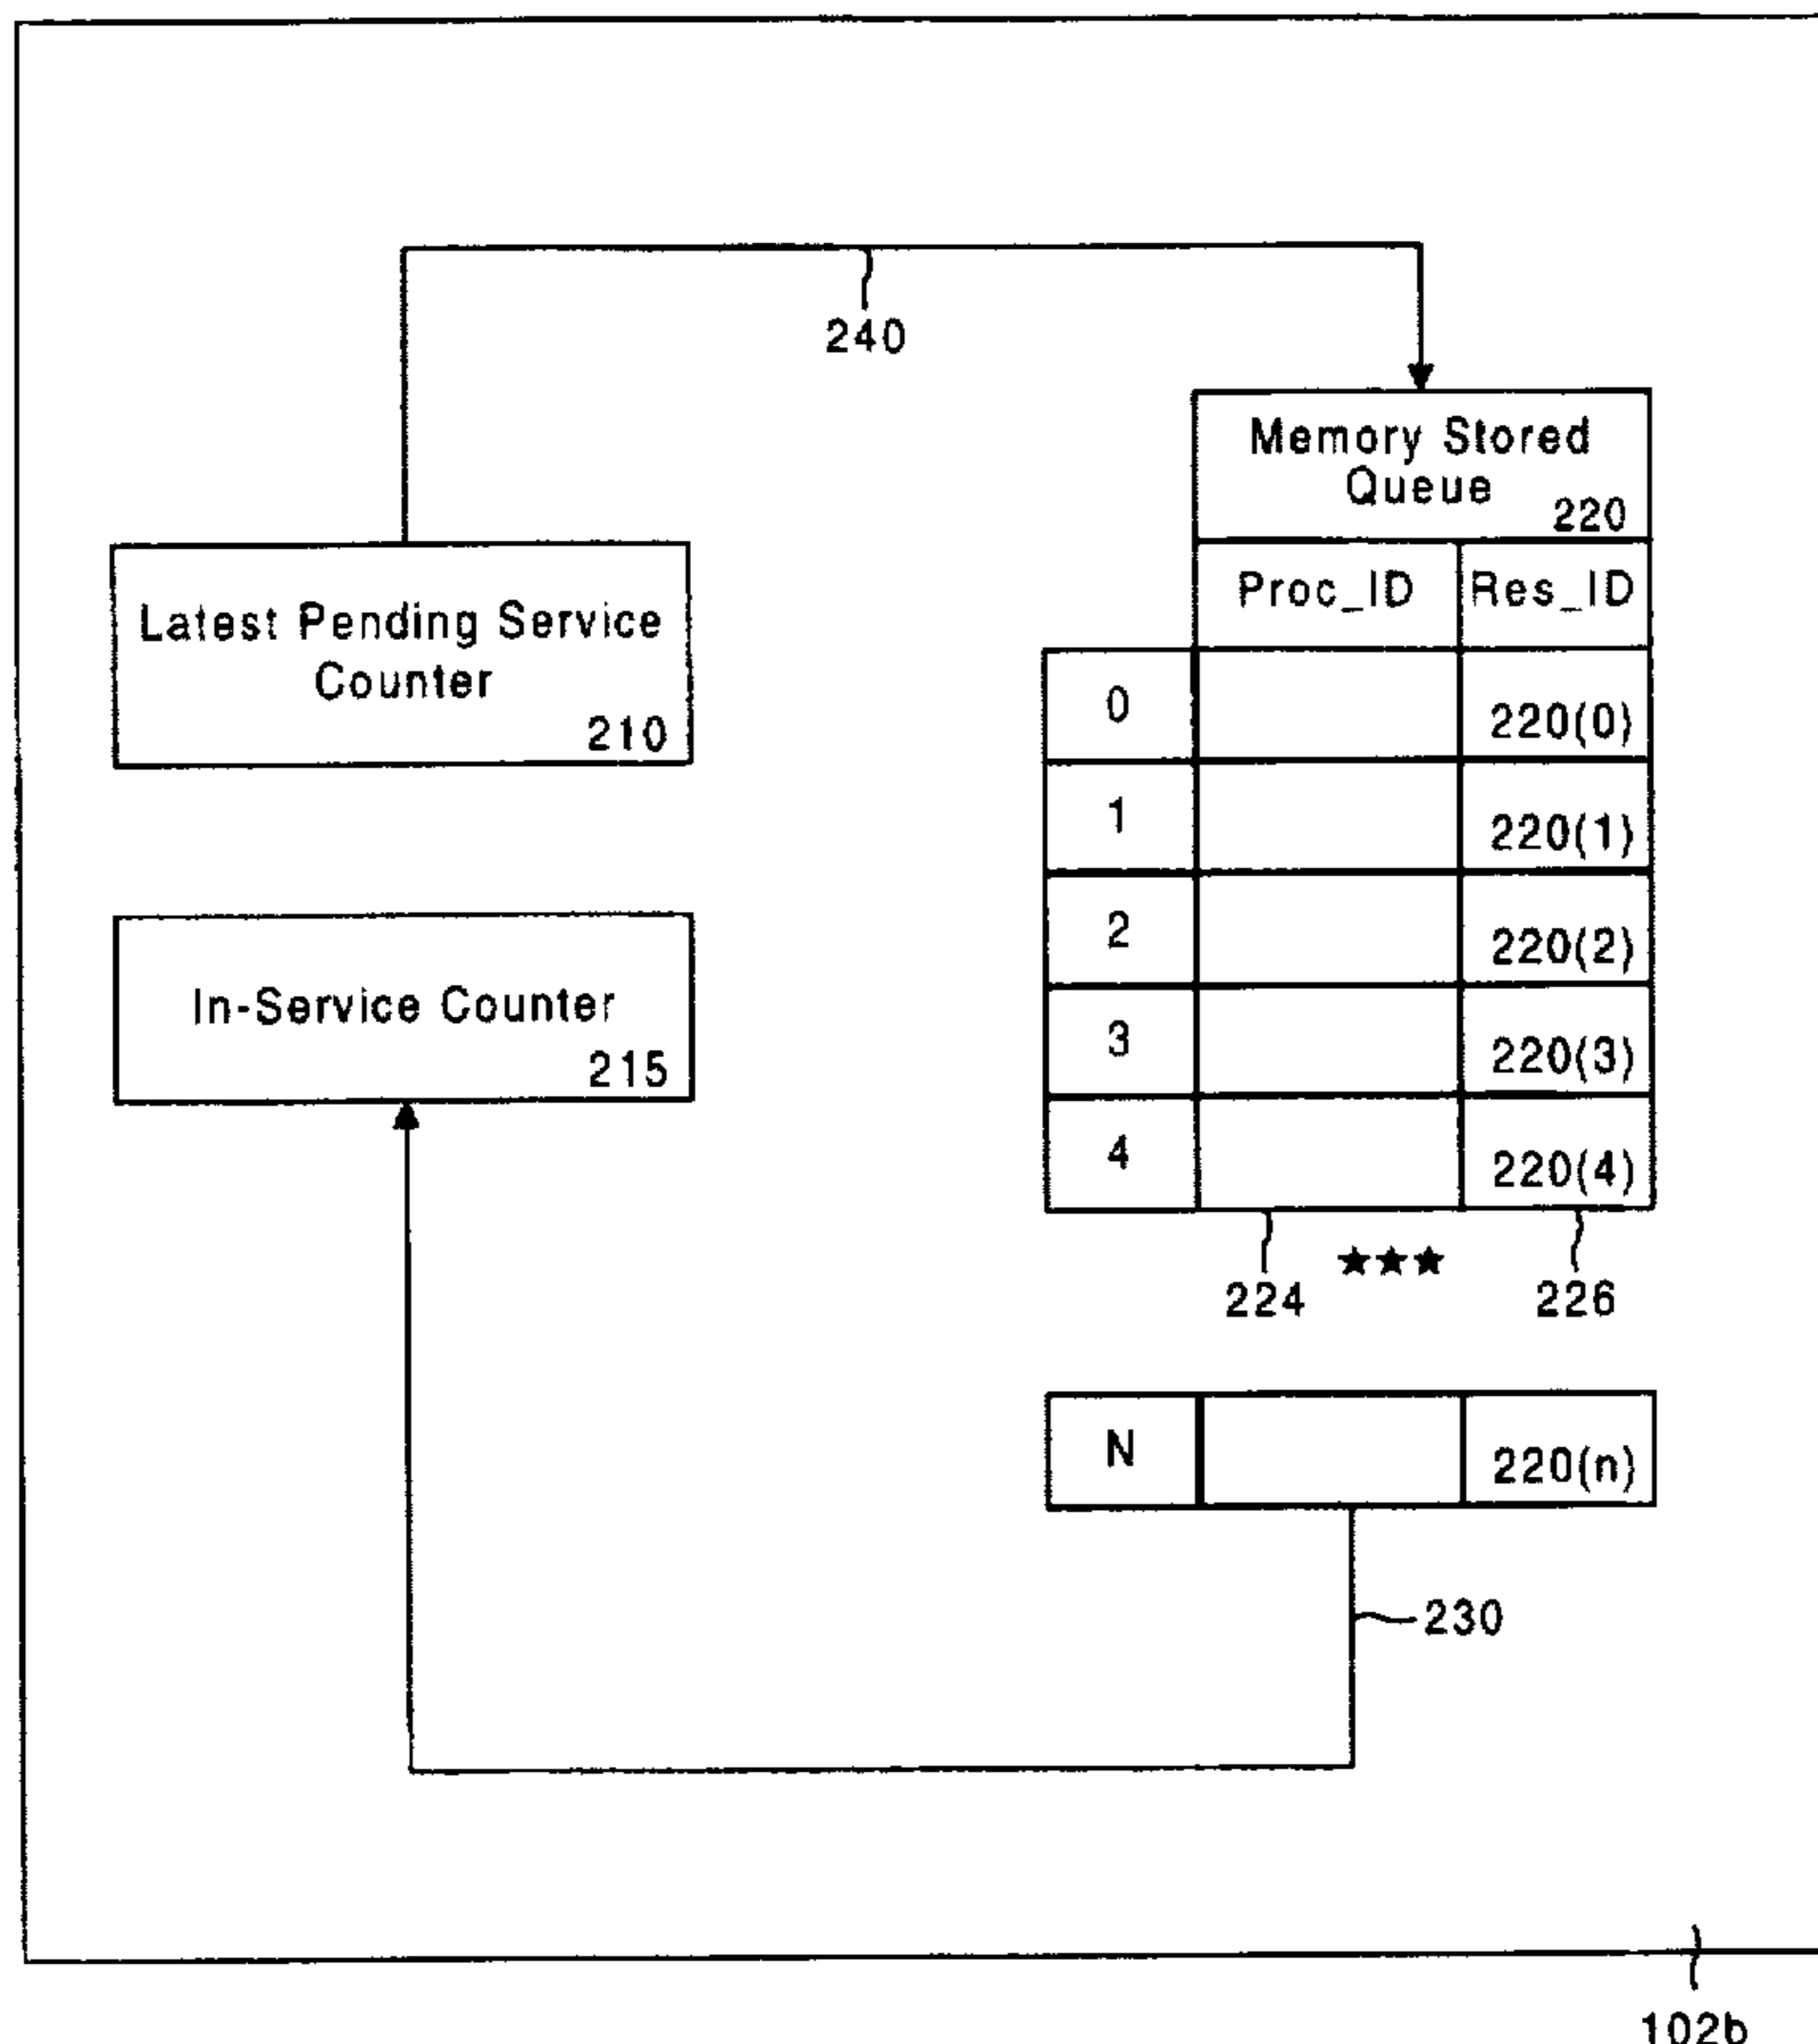 240
Memory Stored
Queue
220
Proc_ID Res_ID
Latest Pending Service
Counter
210
0 220(0)
1 220(1)
2 220(2)
In-Service Counter
215
3 220(3)
4 220(4)
224 ★★★ 226
N 220(n)
230
102b